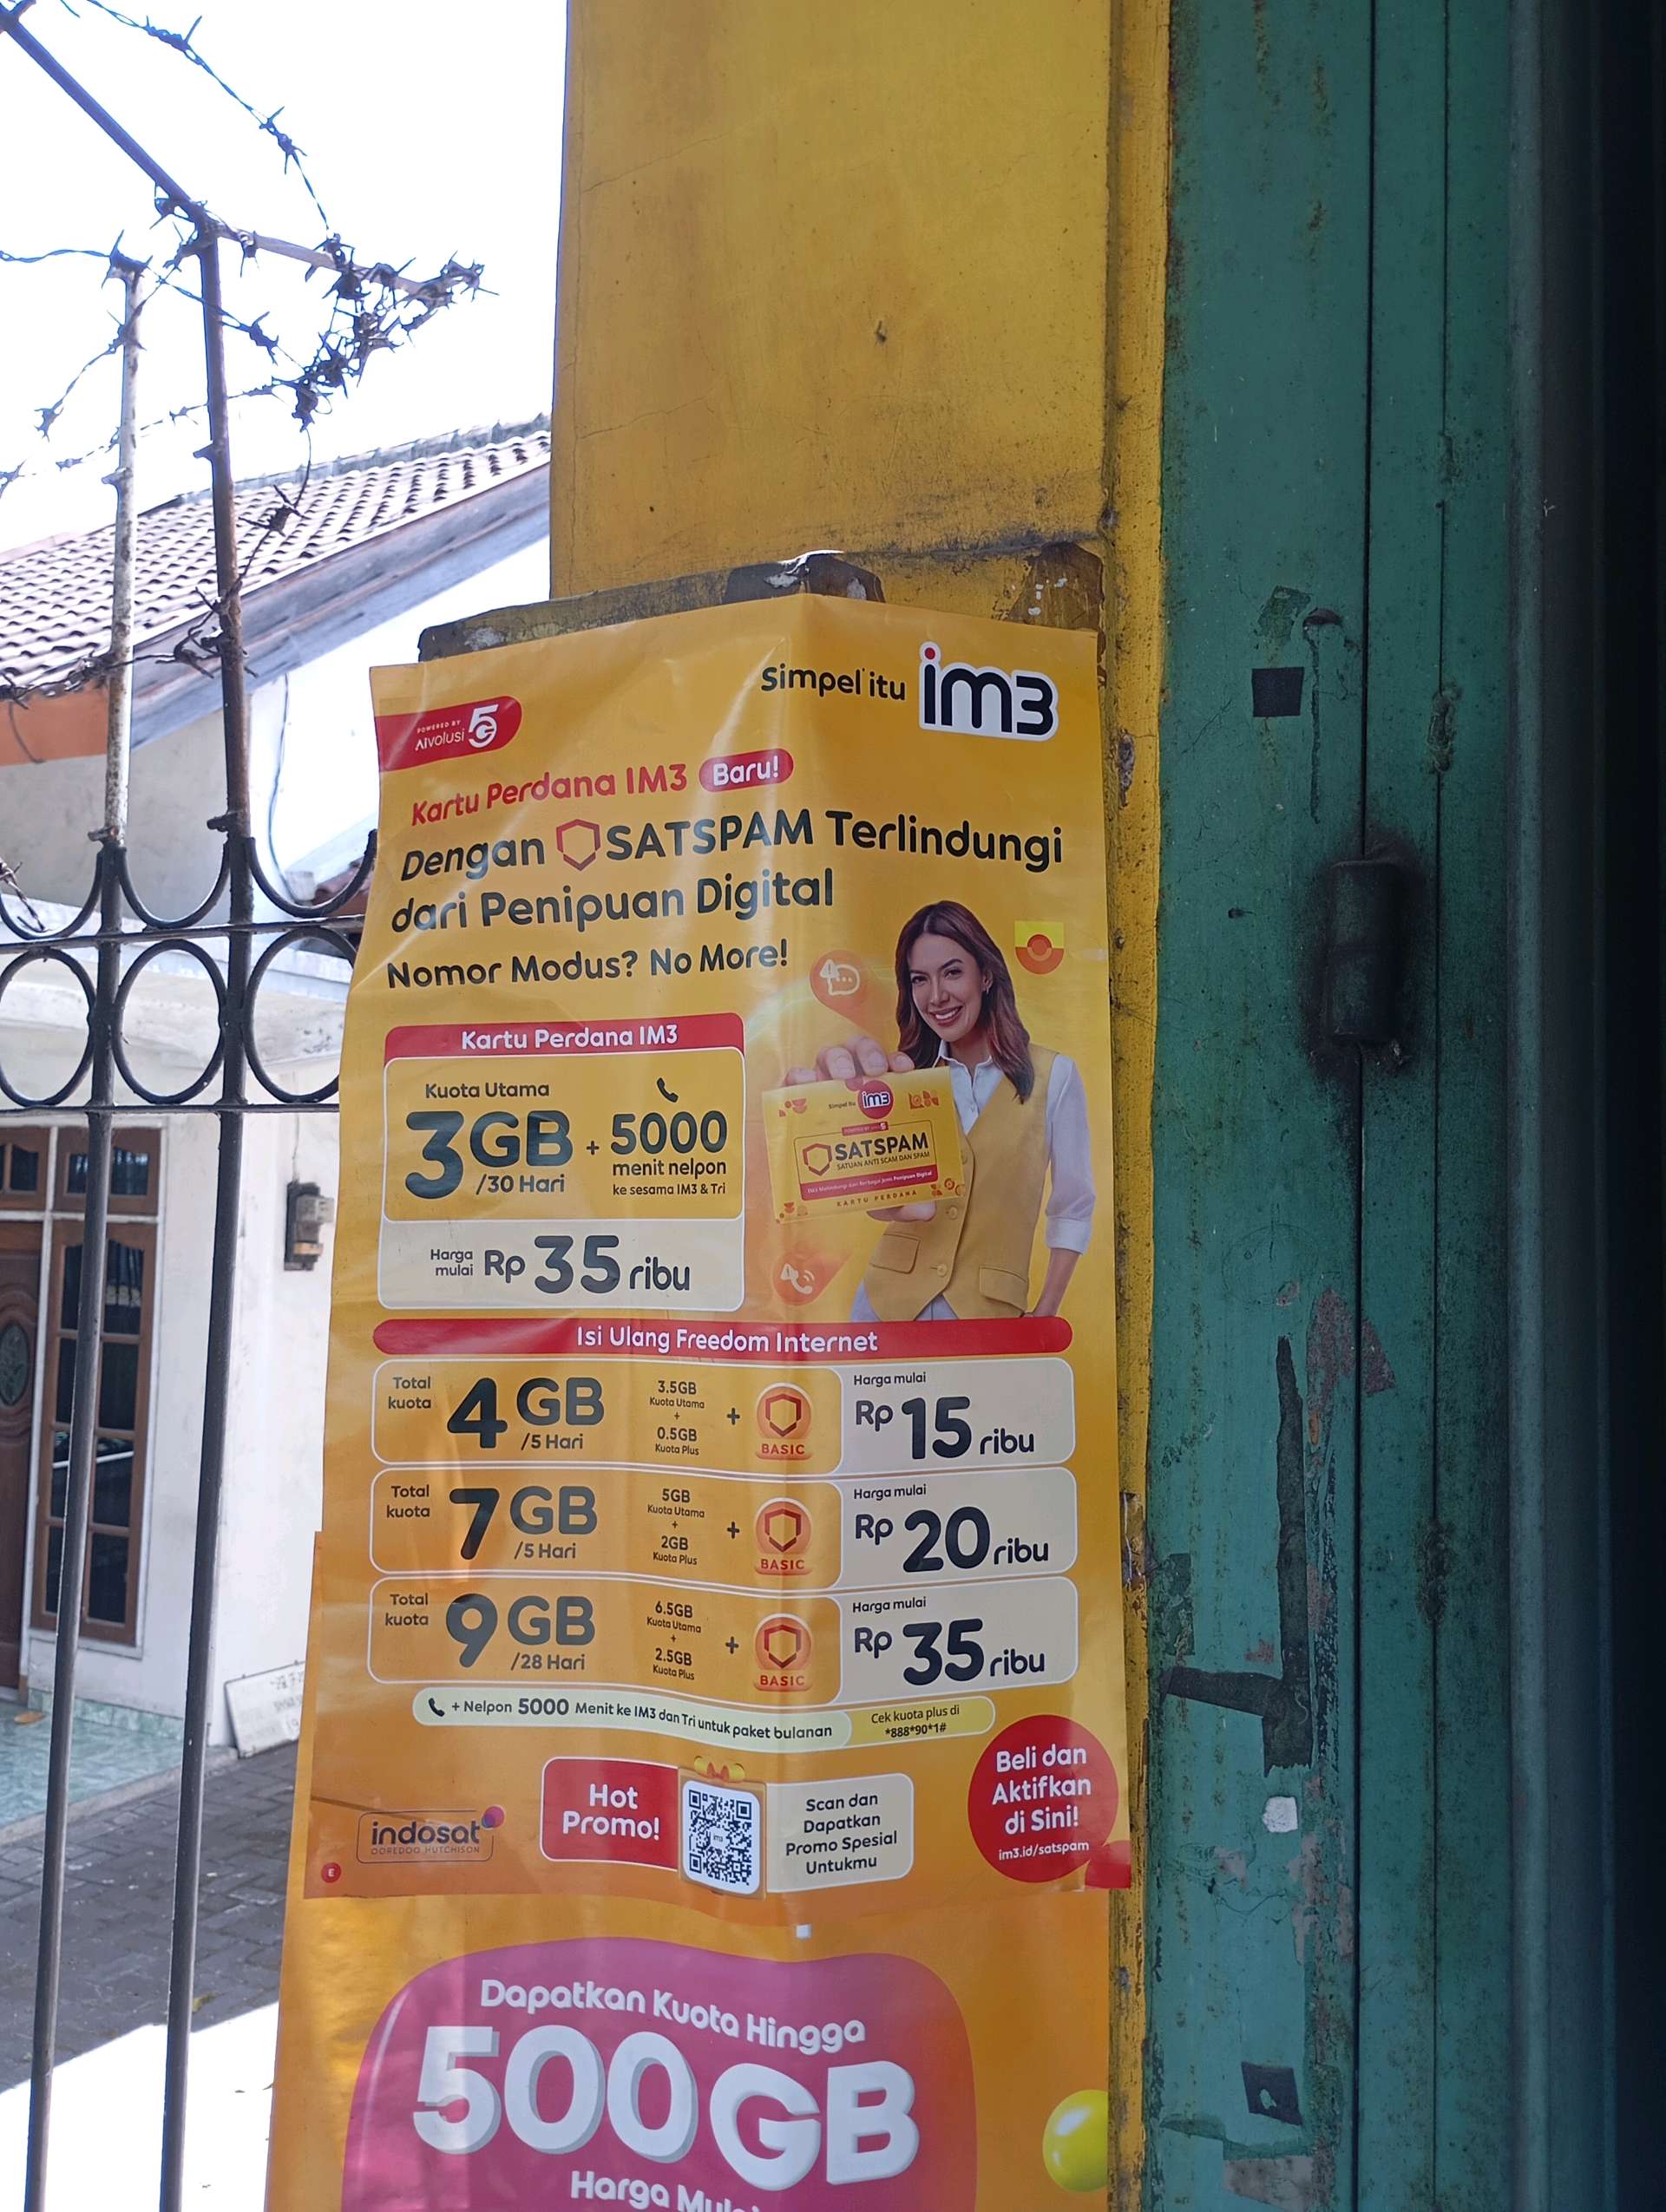 Simpel itu im3
POWERED BY
AIvolusi 5G
Kartu Perdana IM3 Baru!
Dengan SATSPAM Terlindungi
dari Penipuan Digital
Nomor Modus? No More!
Kartu Perdana IM3
Kuota Utama
3GB
/30 Hari
+
5000
menit nelpon
ke sesama IM3 & Tri
Harga
mulai
Rp 35 ribu
Simpel itu im3
SATSPAM
SATUAN ANTI SCAM DAN SPAM
KARTU PERDANA
Isi Ulang Freedom Internet
Total
kuota
4GB
/5 Hari
3.5GB
Kuota Utama
+
0.5GB
Kuota Plus
+
BASIC
Harga mulai
Rp 15 ribu
Total
kuota
7GB
/5 Hari
5GB
Kuota Utama
+
2GB
Kuota Plus
+
BASIC
Harga mulai
Rp 20 ribu
Total
kuota
9GB
/28 Hari
6.5GB
Kuota Utama
+
2.5GB
Kuota Plus
+
BASIC
Harga mulai
Rp 35 ribu
+ Nelpon 5000 Menit ke IM3 dan Tri untuk paket bulanan
Cek kuota plus di
*888*90*1#
indosat
OOREDOO HUTCHISON
E
Hot
Promo!
Scan dan
Dapatkan
Promo Spesial
Untukmu
Beli dan
Aktifkan
di Sini!
im3.id/satspam
Dapatkan Kuota Hingga
500GB
Harga